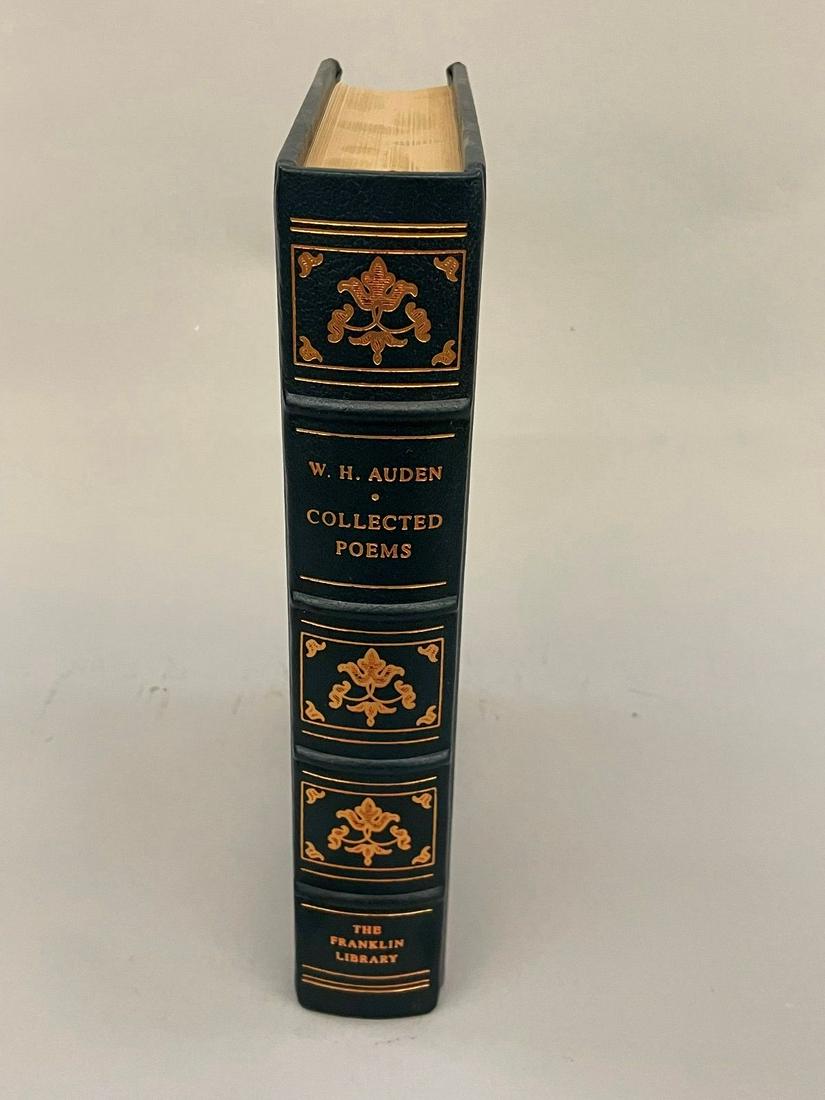 W. H. AUDEN
•
COLLECTED
POEMS
THE
FRANKLIN
LIBRARY